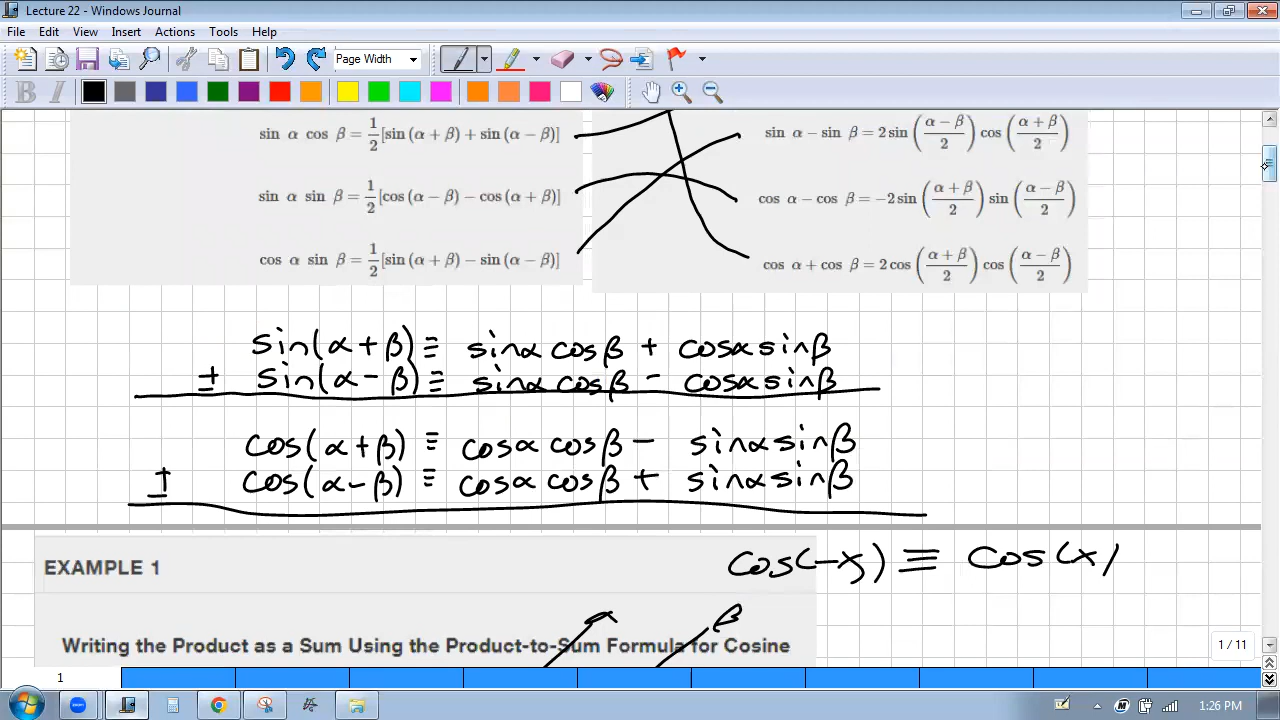 Lecture 22 - Windows Journal
File Edit View Insert Actions Tools Help
Page Width
B I
sin α cos β = 1/2 [sin (α + β) + sin (α − β)]
sin α sin β = 1/2 [cos (α − β) − cos (α + β)]
cos α sin β = 1/2 [sin (α + β) − sin (α − β)]
sin α − sin β = 2 sin ((α − β)/2) cos ((α + β)/2)
cos α − cos β = −2 sin ((α + β)/2) sin ((α − β)/2)
cos α + cos β = 2 cos ((α + β)/2) cos ((α − β)/2)
sin(α + β) ≡ sinα cosβ + cosα sinβ
± sin(α − β) ≡ sinα cosβ − cosα sinβ
cos(α + β) ≡ cosα cosβ − sinα sinβ
± cos(α − β) ≡ cosα cosβ + sinα sinβ
cos(−x) ≡ cos(x)
EXAMPLE 1
α β
Writing the Product as a Sum Using the Product-to-Sum Formula for Cosine
1 / 11
1
1:26 PM